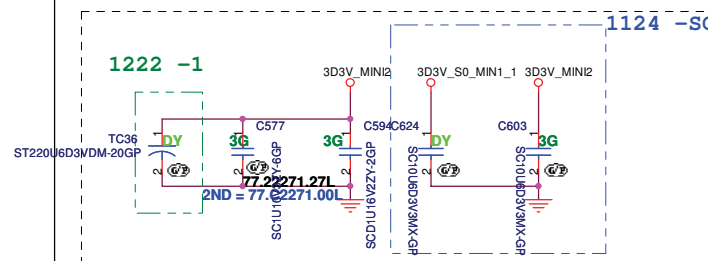 1124 -SC
1222 -1
3D3V_MINI2
3D3V_S0_MINI1_1
3D3V_MINI2
C577
C594
C624
C603
TC36
DY
3G
3G
DY
3G
ST220U6D3VDM-20GP
1
1
1
1
1
2
2
2
2
2
77.22271.27L
2ND = 77.C2271.00L
SCD1U16V2ZY-2GP
SC10U6D3V3MX-GP
SC10U6D3V3MX-GP